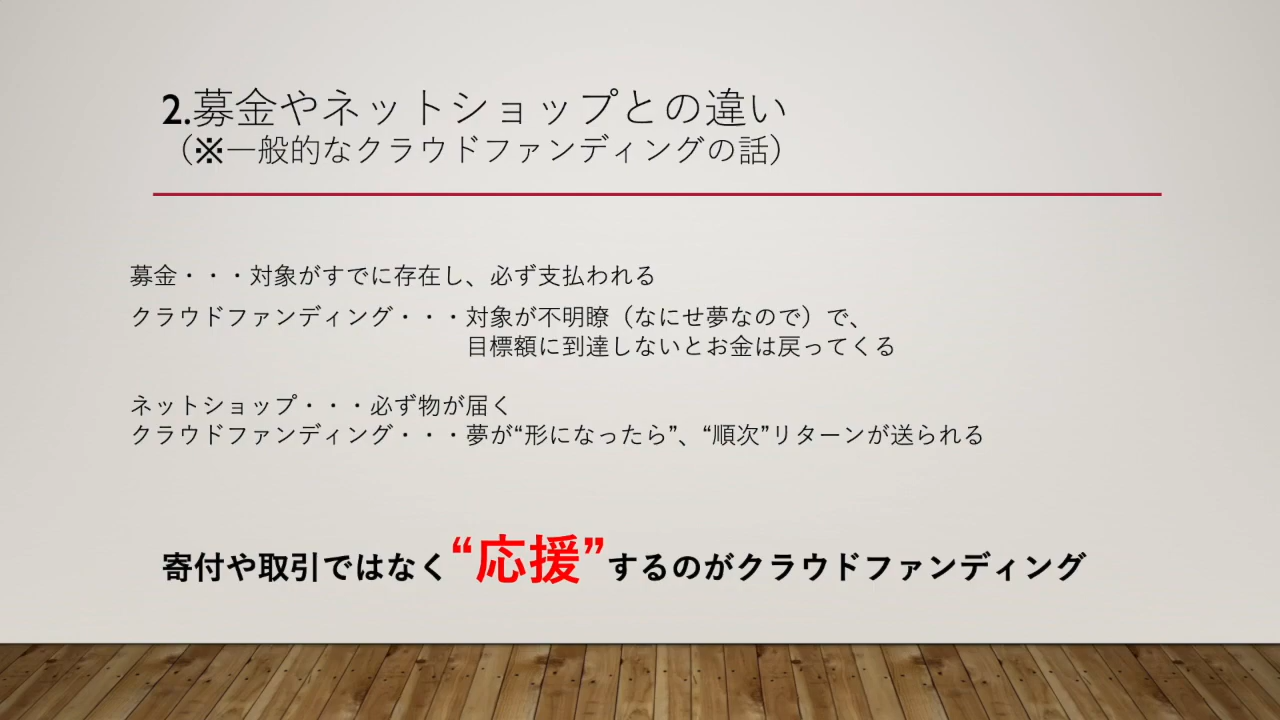 2.募金やネットショップとの違い
（※一般的なクラウドファンディングの話）
募金・・・対象がすでに存在し、必ず支払われる
クラウドファンディング・・・対象が不明瞭（なにせ夢なので）で、
目標額に到達しないとお金は戻ってくる
ネットショップ・・・必ず物が届く
クラウドファンディング・・・夢が“形になったら”、“順次”リターンが送られる
寄付や取引ではなく“応援”するのがクラウドファンディング